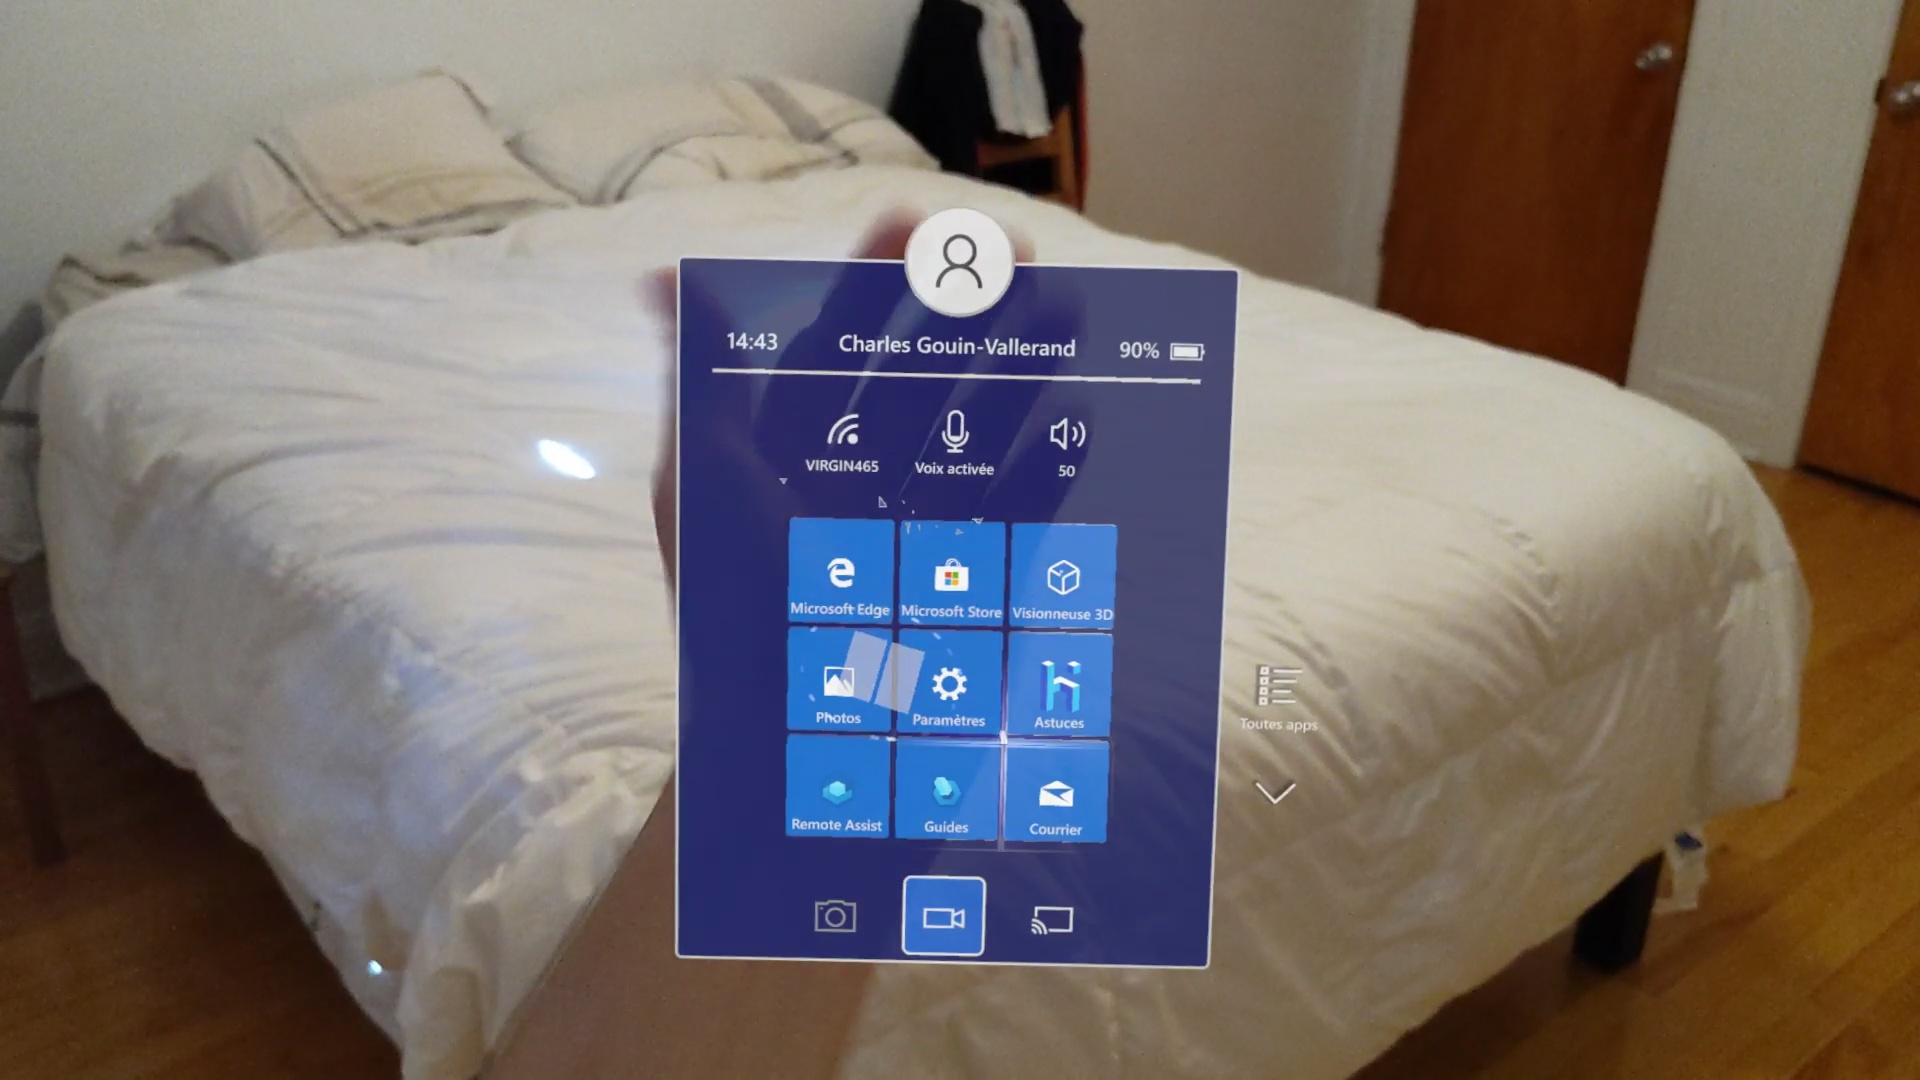 14:43 Charles Gouin-Vallerand 90%
VIRGIN465 Voix activée 50
Microsoft Edge Microsoft Store Visionneuse 3D
Photos Paramètres Astuces
Toutes apps
Remote Assist Guides Courrier